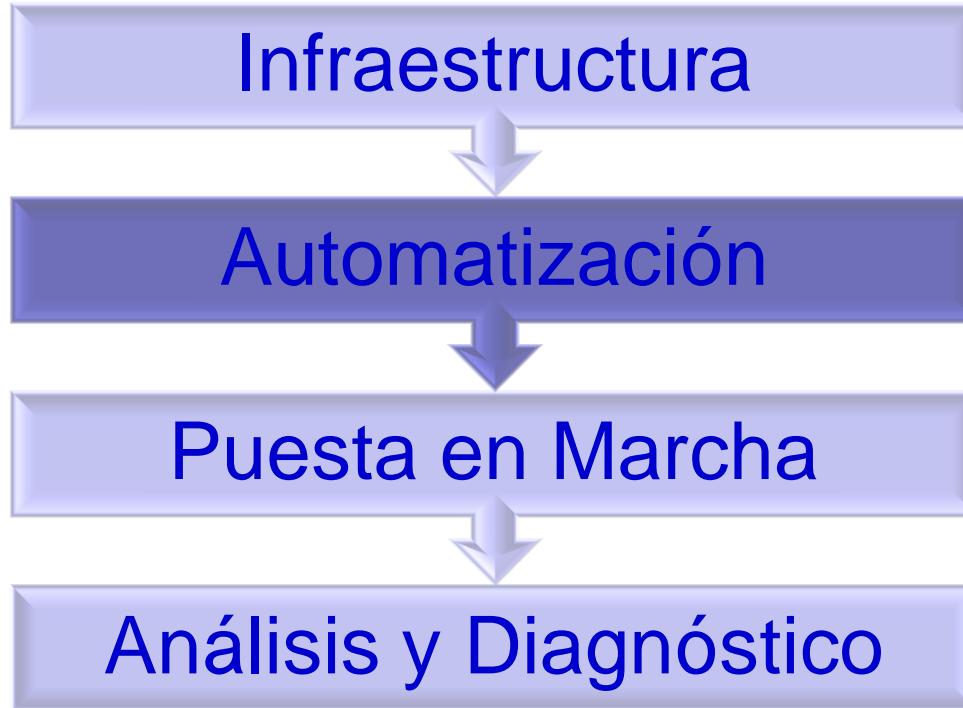 Infraestructura
Automatización
Puesta en Marcha
Análisis y Diagnóstico